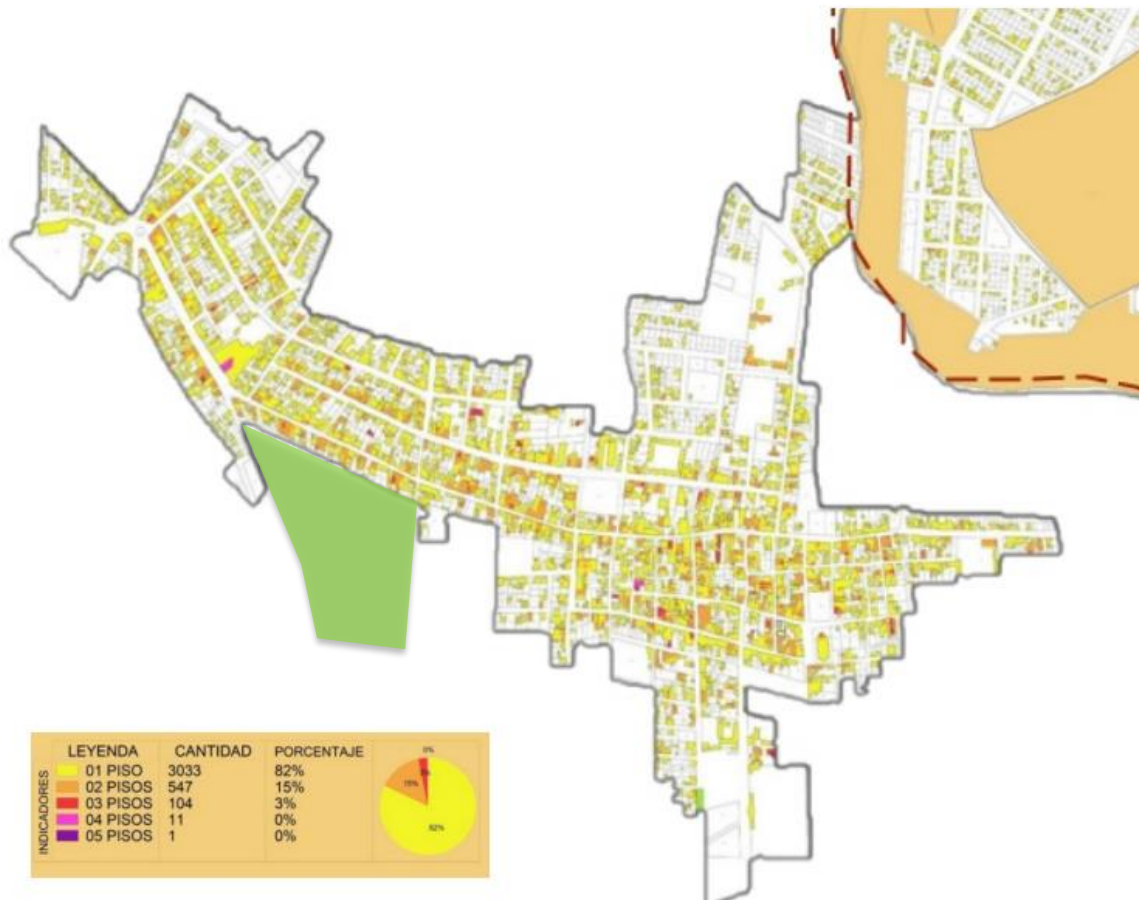 LEYENDA CANTIDAD PORCENTAJE
INDICADORES
01 PISO 3033 82%
02 PISOS 547 15%
03 PISOS 104 3%
04 PISOS 11 0%
05 PISOS 1 0%
0%
3%
15%
82%